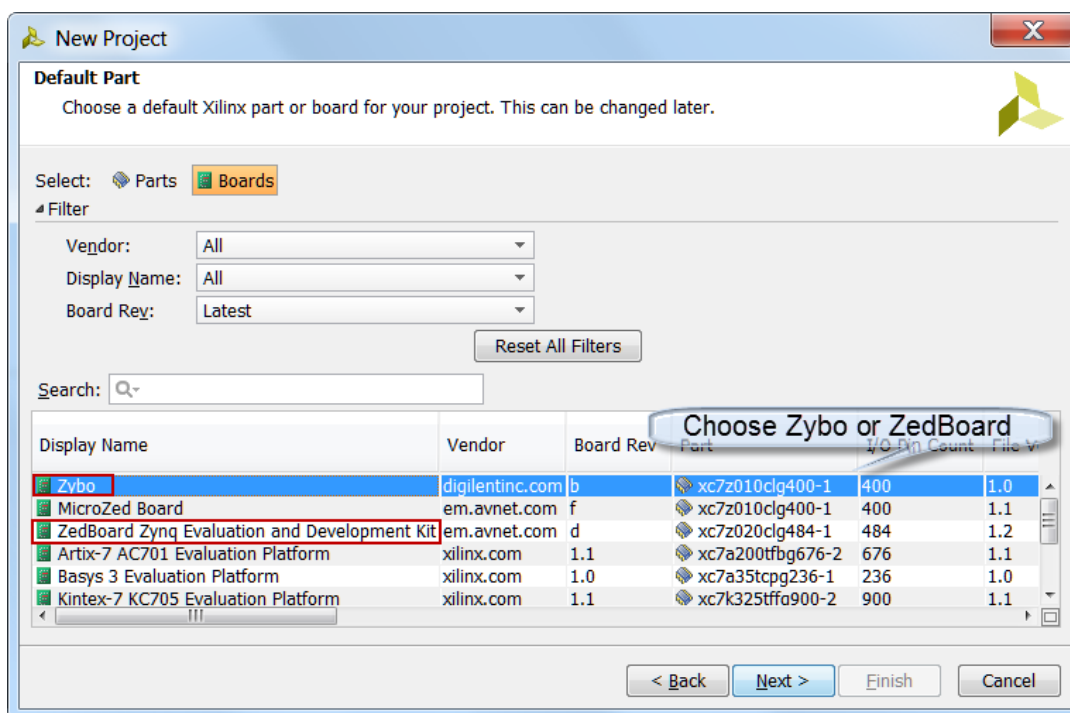 New Project
Default Part
Choose a default Xilinx part or board for your project. This can be changed later.
Select: Parts Boards
Filter
Vendor: All
Display Name: All
Board Rev: Latest
Reset All Filters
Search:
Choose Zybo or ZedBoard
Display Name Vendor Board Rev Part I/O Pin Count File V
Zybo digilentinc.com b xc7z010clg400-1 400 1.0
MicroZed Board em.avnet.com f xc7z010clg400-1 400 1.1
ZedBoard Zynq Evaluation and Development Kit em.avnet.com d xc7z020clg484-1 484 1.2
Artix-7 AC701 Evaluation Platform xilinx.com 1.1 xc7a200tfbg676-2 676 1.1
Basys 3 Evaluation Platform xilinx.com 1.0 xc7a35tcpg236-1 236 1.0
Kintex-7 KC705 Evaluation Platform xilinx.com 1.1 xc7k325tffg900-2 900 1.1
< Back Next > Finish Cancel